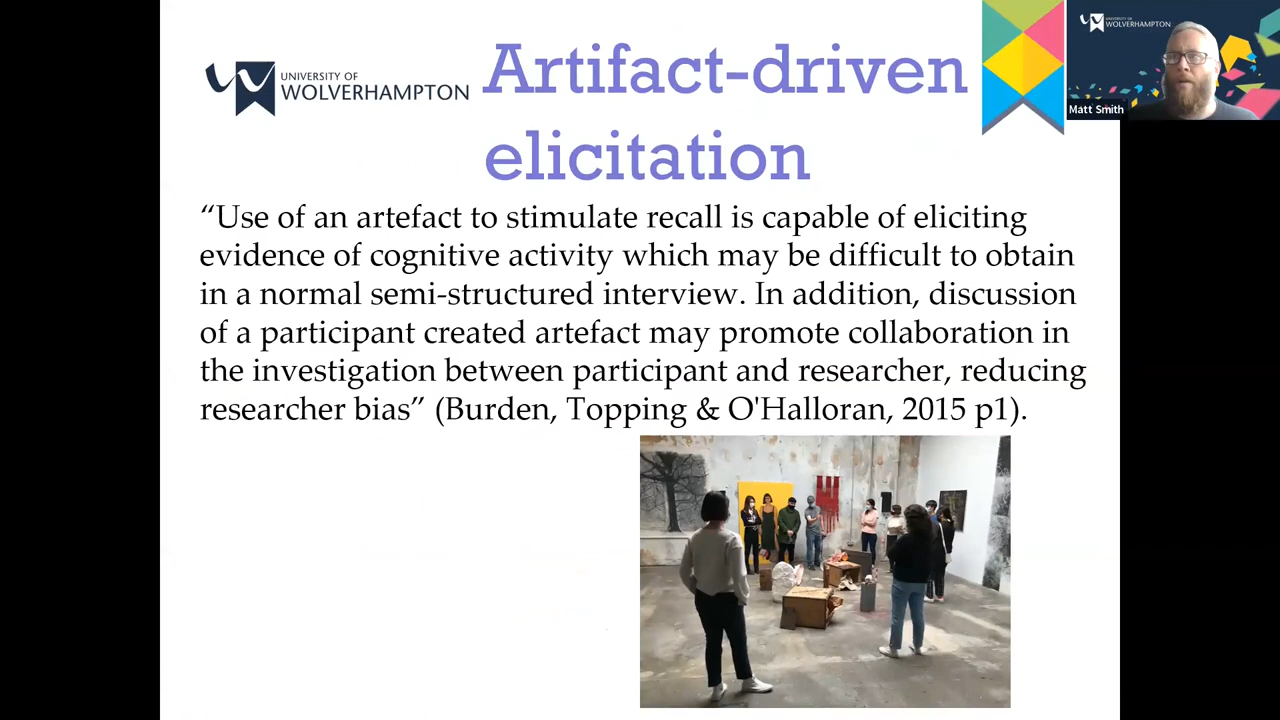 UNIVERSITY OF
WOLVERHAMPTON
Artifact-driven
elicitation
UNIVERSITY OF
WOLVERHAMPTON
Matt Smith
“Use of an artefact to stimulate recall is capable of eliciting
evidence of cognitive activity which may be difficult to obtain
in a normal semi-structured interview. In addition, discussion
of a participant created artefact may promote collaboration in
the investigation between participant and researcher, reducing
researcher bias” (Burden, Topping & O'Halloran, 2015 p1).